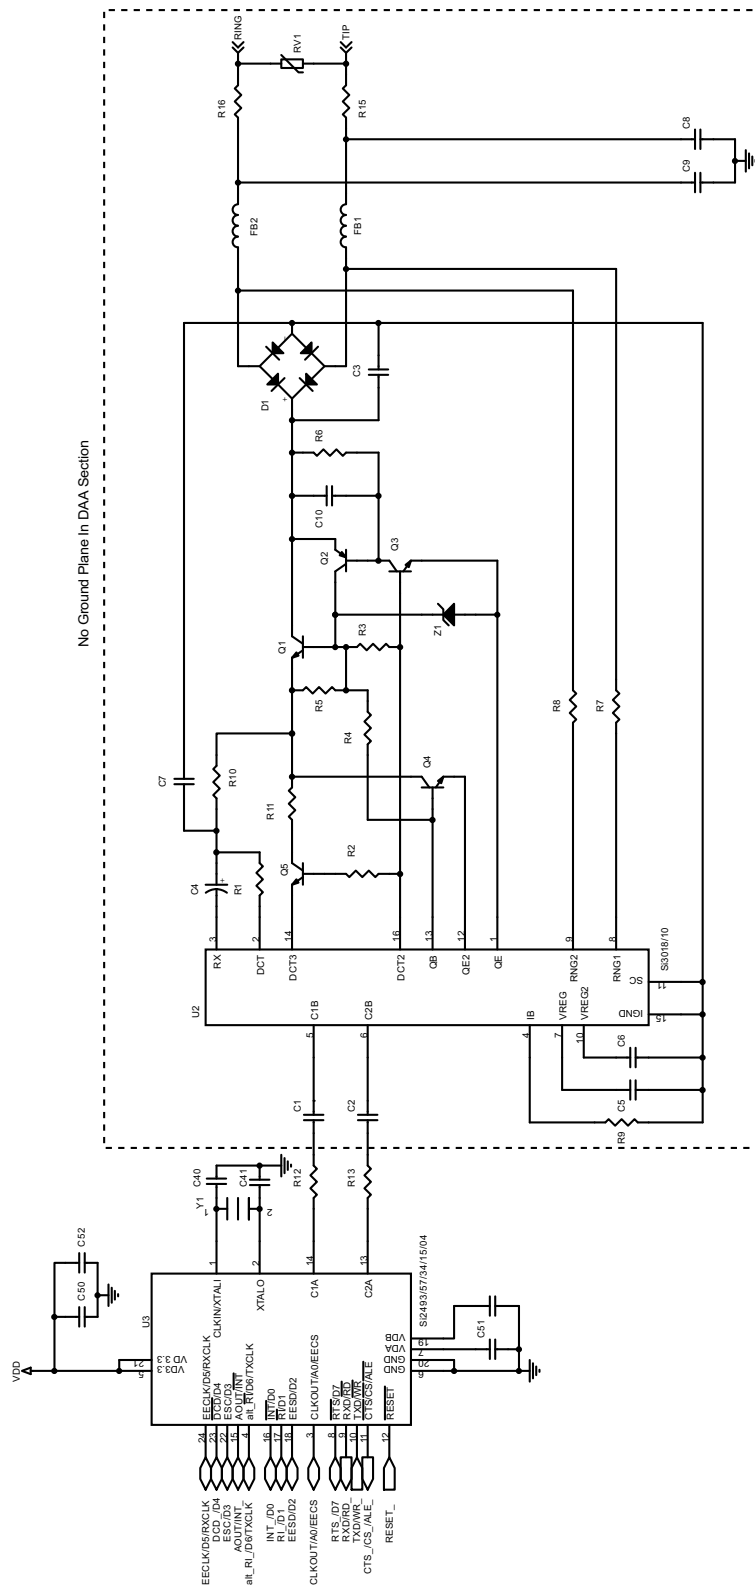 No Ground Plane In DAA Section
RING
TIP
RV1
R16
R15
C8
C9
FB2
FB1
D1
+
C3
R6
C10
Q2
Q3
Q1
R3
Z1
R5
R4
R8
R7
C7
R10
R11
Q4
C4
+
R1
Q5
R2
3
2
14
16
13
12
1
9
8
RX
DCT
DCT3
DCT2
QB
QE2
QE
RNG2
RNG1
Si3018/10
U2
C1B
C2B
IB
VREG
VREG2
IGND
SC
11
15
5
6
4
7
10
C6
C5
R9
C1
C2
R12
R13
C40
C41
Y1
1
2
C52
C50
VDD
U3
1
2
14
13
CLKIN/XTALI
XTALO
C1A
C2A
Si2493/57/34/15/04
VD 3.3
VD3.3
21
5
VDB
VDA
GND
GND
19
7
20
6
C51
EECLK/D5/RXCLK
DCD/D4
ESC/D3
AOUT/INT
alt_RI/D6/TXCLK
INT/D0
RI/D1
EESD/D2
CLKOUT/A0/EECS
RTS/D7
RXD/RD
TXD/WR
CTS/CS/ALE
RESET
24
23
22
15
4
16
17
18
3
8
9
10
11
12
EECLK/D5/RXCLK
DCD_/D4
ESC/D3
AOUT/INT_
alt_RI_/D6/TXCLK
INT_/D0
RI_/D1
EESD/D2
CLKOUT/A0/EECS
RTS_/D7
RXD/RD_
TXD/WR_
CTS_/CS_/ALE_
RESET_